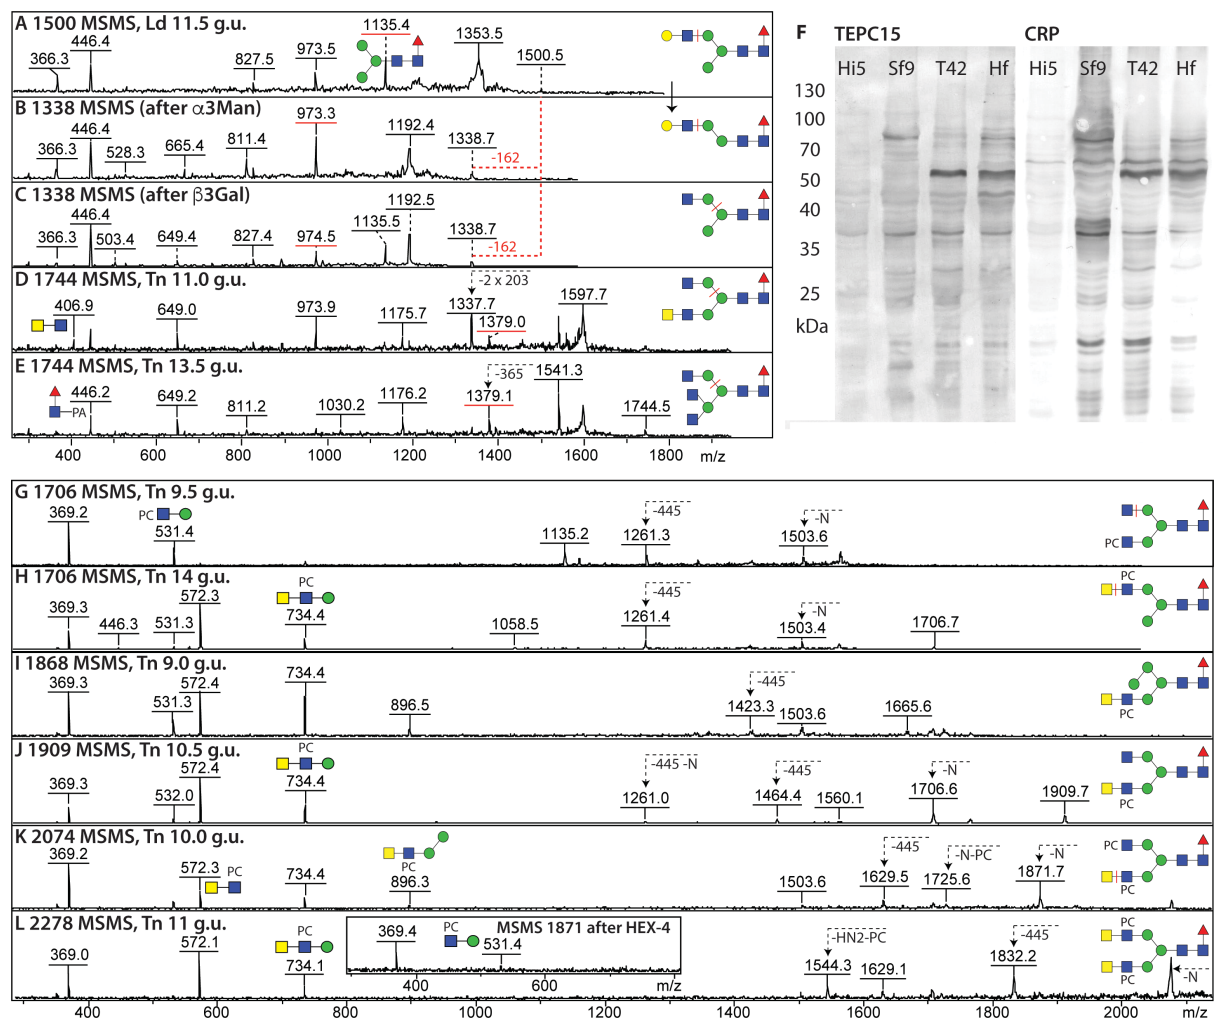 A 1500 MSMS, Ld 11.5 g.u.
366.3 446.4 827.5 973.5 1135.4 1353.5 1500.5
B 1338 MSMS (after α3Man)
366.3 446.4 528.3 665.4 811.4 973.3 1192.4 1338.7 -162
C 1338 MSMS (after β3Gal)
366.3 446.4 503.4 649.4 827.4 974.5 1135.5 1192.5 1338.7 -162
D 1744 MSMS, Tn 11.0 g.u.
406.9 649.0 973.9 1175.7 1337.7 -2 x 203 1379.0 1597.7
E 1744 MSMS, Tn 13.5 g.u.
PA 446.2 649.2 811.2 1030.2 1176.2 1379.1 -365 1541.3 1744.5
400 600 800 1000 1200 1400 1600 1800 m/z
F TEPC15 CRP
Hi5 Sf9 T42 Hf Hi5 Sf9 T42 Hf
130
100
70
50
40
35
25
kDa
G 1706 MSMS, Tn 9.5 g.u.
369.2 PC 531.4 1135.2 1261.3 -445 1503.6 -N PC
H 1706 MSMS, Tn 14 g.u.
369.3 446.3 531.3 572.3 PC 734.4 1058.5 1261.4 -445 1503.4 -N 1706.7 PC
I 1868 MSMS, Tn 9.0 g.u.
369.3 531.3 572.4 734.4 896.5 1423.3 -445 1503.6 1665.6 PC
J 1909 MSMS, Tn 10.5 g.u.
369.3 532.0 572.4 PC 734.4 1261.0 -445 -N 1464.4 -445 1560.1 1706.6 -N 1909.7 PC
K 2074 MSMS, Tn 10.0 g.u.
369.2 572.3 PC 734.4 PC 896.3 1503.6 1629.5 -445 1725.6 -N-PC 1871.7 -N PC PC
L 2278 MSMS, Tn 11 g.u.
369.0 572.1 PC 734.1 1544.3 -HN2-PC 1629.1 1832.2 -445 -N PC PC
MSMS 1871 after HEX-4
369.4 PC 531.4
400 600 m/z
400 600 800 1000 1200 1400 1600 1800 2000 m/z